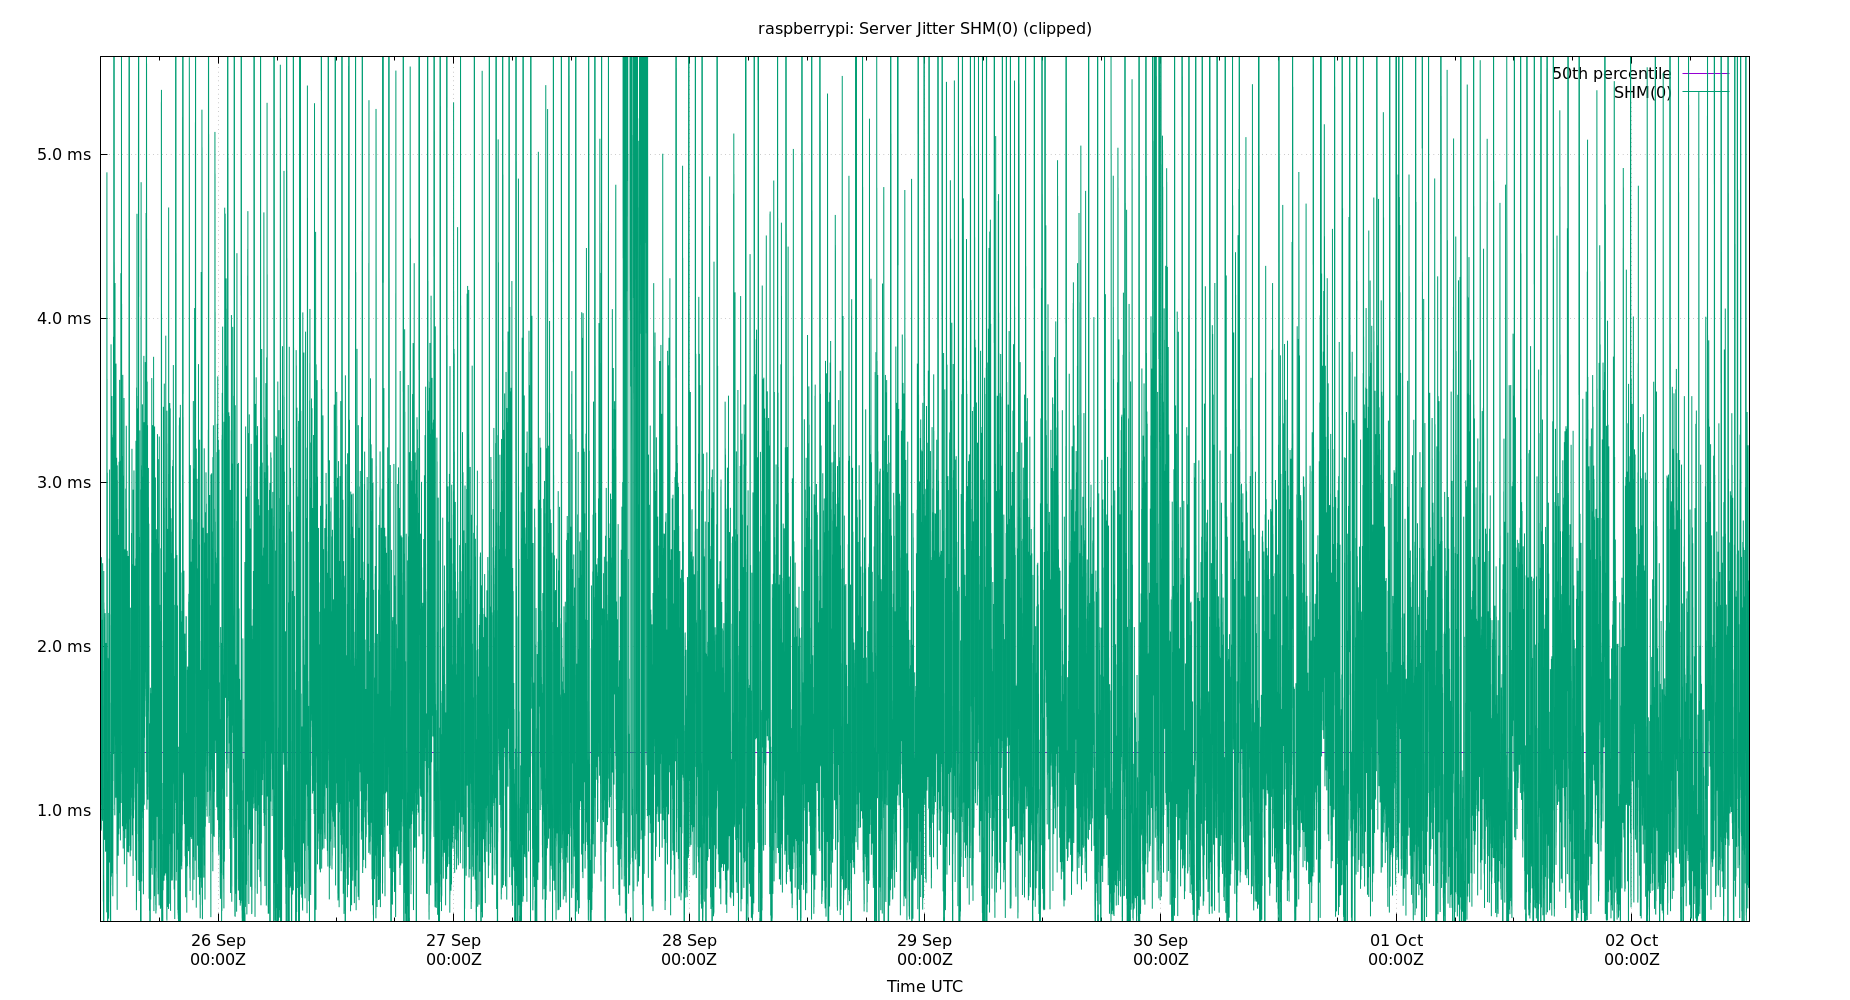 raspberrypi: Server Jitter SHM(0) (clipped)
50th percentile
SHM(0)
5.0 ms
4.0 ms
3.0 ms
2.0 ms
1.0 ms
26 Sep 27 Sep 28 Sep 29 Sep 30 Sep 01 Oct 02 Oct
00:00Z 00:00Z 00:00Z 00:00Z 00:00Z 00:00Z 00:00Z
Time UTC